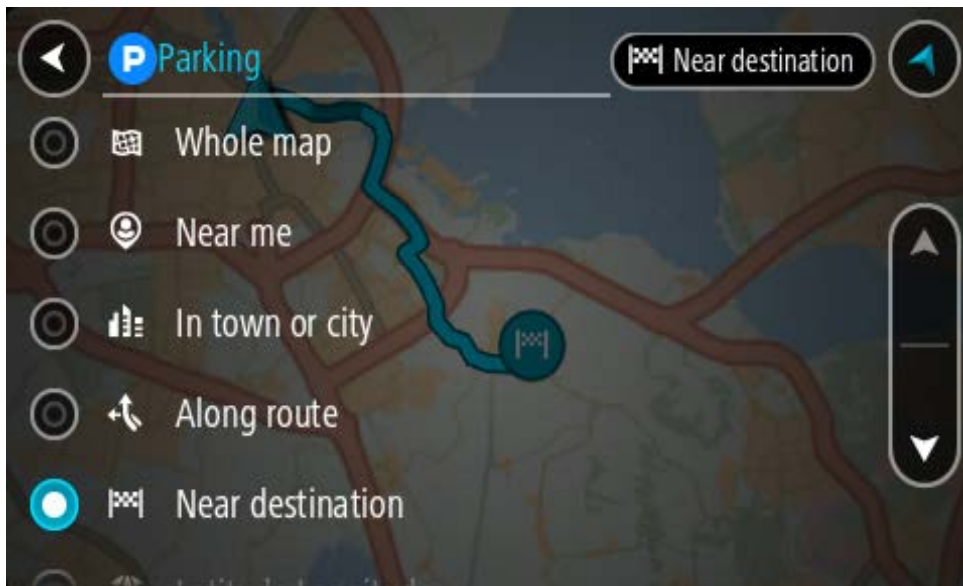 P Parking
Near destination
Whole map
Near me
In town or city
Along route
Near destination